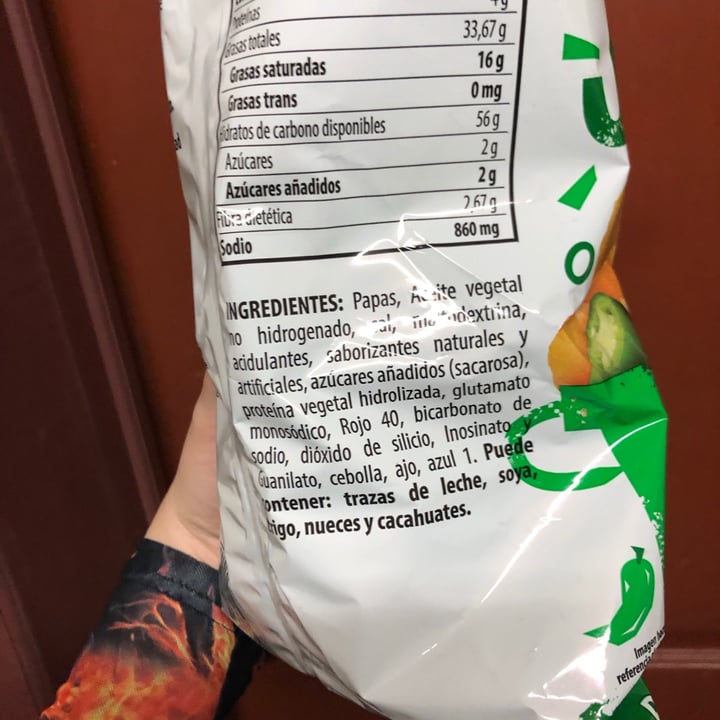 4g
Proteínas
33,67 g
Grasas totales
16 g
Grasas saturadas
0 mg
Grasas trans
56 g
Hidratos de carbono disponibles
2 g
Azúcares
2 g
Azúcares añadidos
2,67 g
Fibra dietética
860 mg
Sodio
INGREDIENTES: Papas, Aceite vegetal
no hidrogenado, sal, maltodextrina,
acidulantes, saborizantes naturales y
artificiales, azúcares añadidos (sacarosa),
proteína vegetal hidrolizada, glutamato
monosódico, Rojo 40, bicarbonato de
sodio, dióxido de silicio, Inosinato y
Guanilato, cebolla, ajo, azul 1. Puede
contener: trazas de leche, soya,
trigo, nueces y cacahuates.
Imagen
referencia